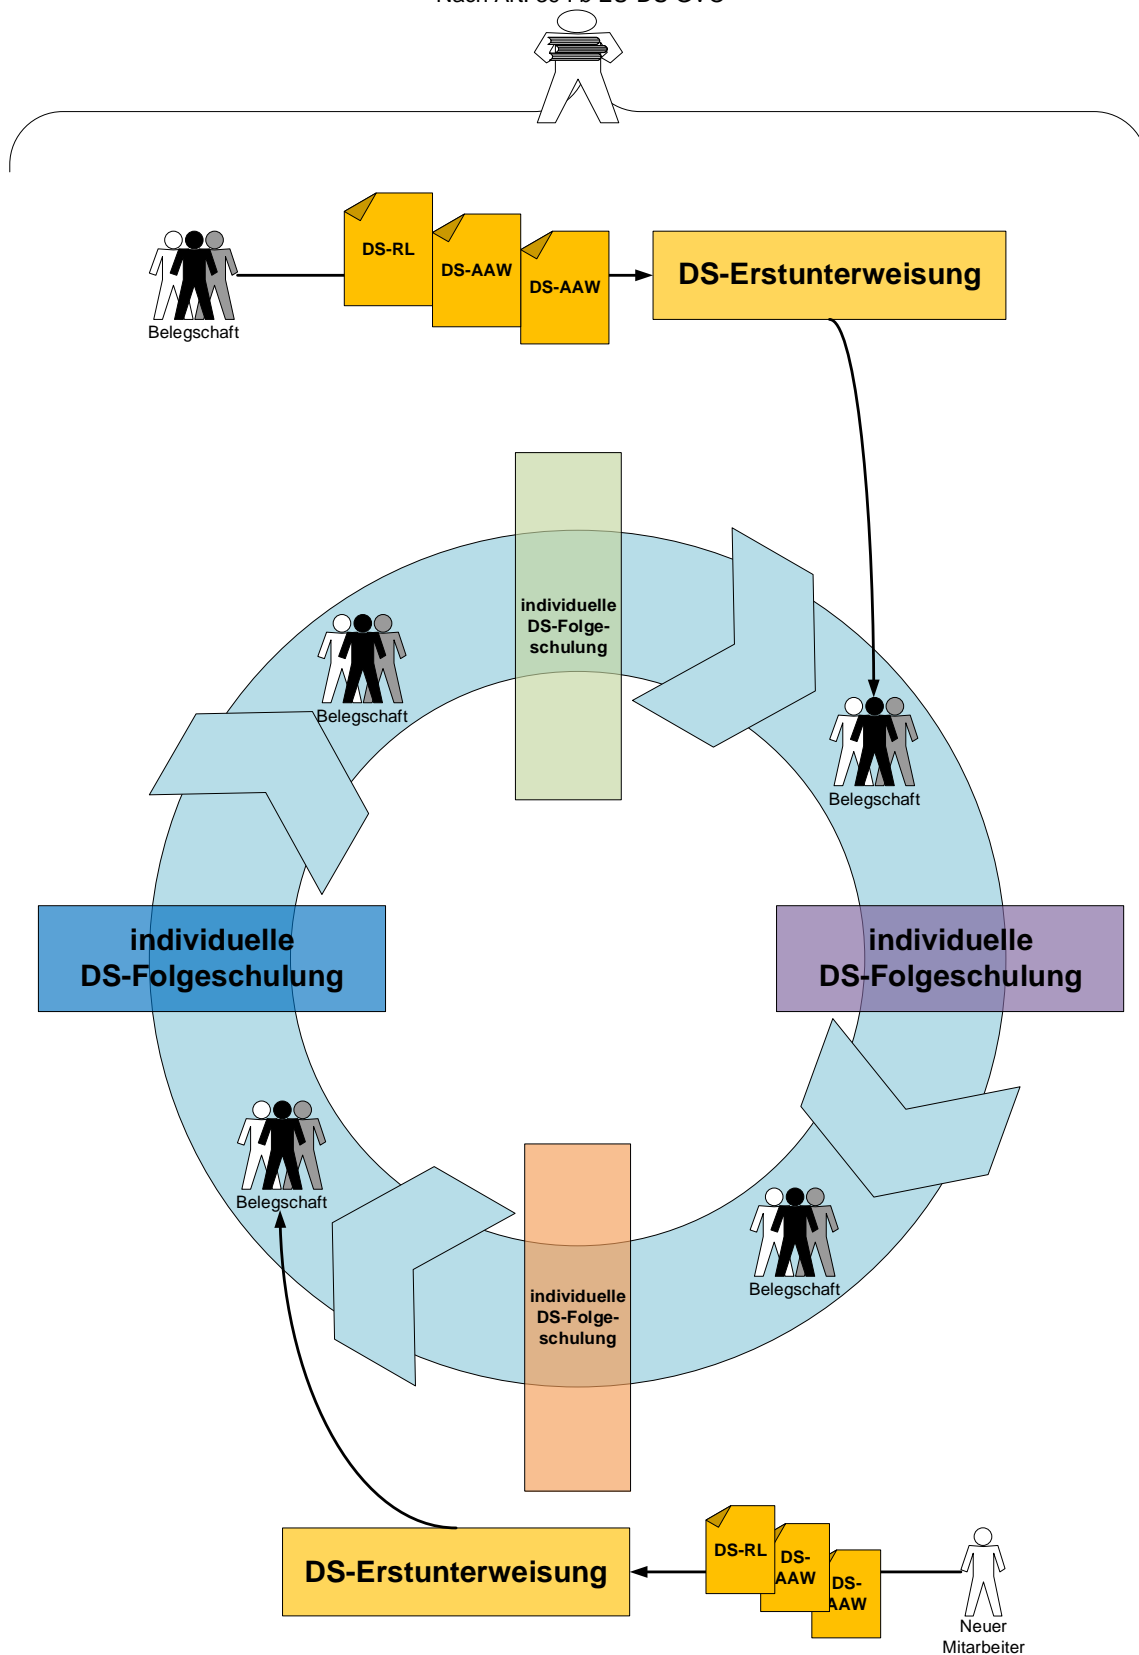 DS-RL
DS-AAW
DS-AAW
DS-Erstunterweisung
Belegschaft
individuelle
DS-Folge-
schulung
Belegschaft
Belegschaft
individuelle
DS-Folgeschulung
individuelle
DS-Folgeschulung
Belegschaft
Belegschaft
individuelle
DS-Folge-
schulung
DS-Erstunterweisung
DS-RL
DS-
AAW
DS-
AAW
Neuer
Mitarbeiter